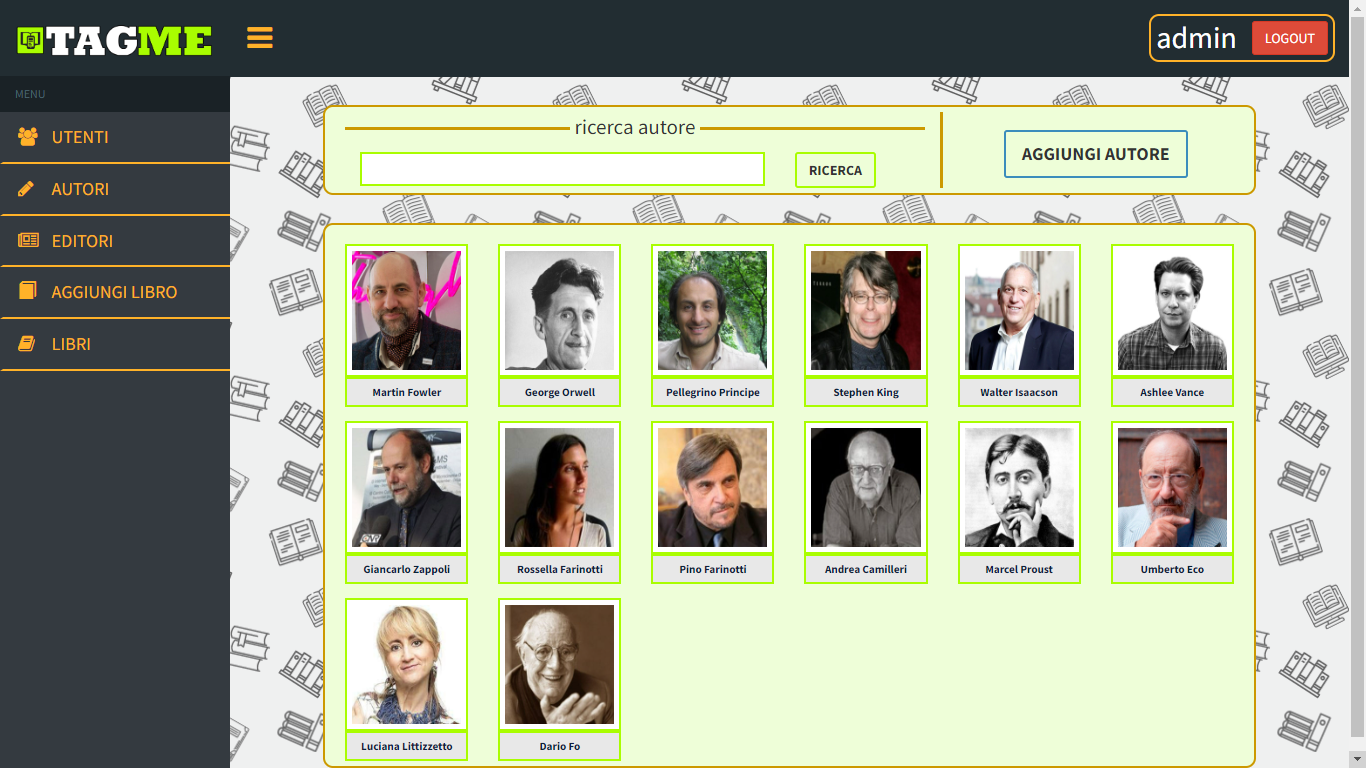 TAGME
admin
LOGOUT
MENU
UTENTI
AUTORI
EDITORI
AGGIUNGI LIBRO
LIBRI
ricerca autore
RICERCA
AGGIUNGI AUTORE
Martin Fowler
George Orwell
Pellegrino Principe
Stephen King
Walter Isaacson
Ashlee Vance
Giancarlo Zappoli
Rossella Farinotti
Pino Farinotti
Andrea Camilleri
Marcel Proust
Umberto Eco
Luciana Littizzetto
Dario Fo